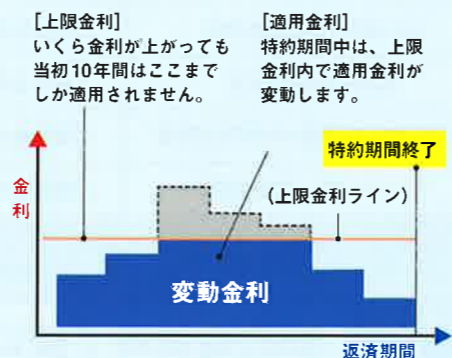 [上限金利]
いくら金利が上がっても
当初10年間はここまで
しか適用されません。
[適用金利]
特約期間中は、上限
金利内で適用金利が
変動します。
特約期間終了
金利
(上限金利ライン)
変動金利
返済期間